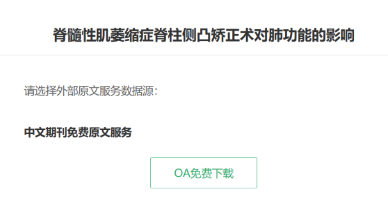 脊髓性肌萎缩症脊柱侧凸矫正术对肺功能的影响
请选择外部原文服务数据源：
中文期刊免费原文服务
OA免费下载